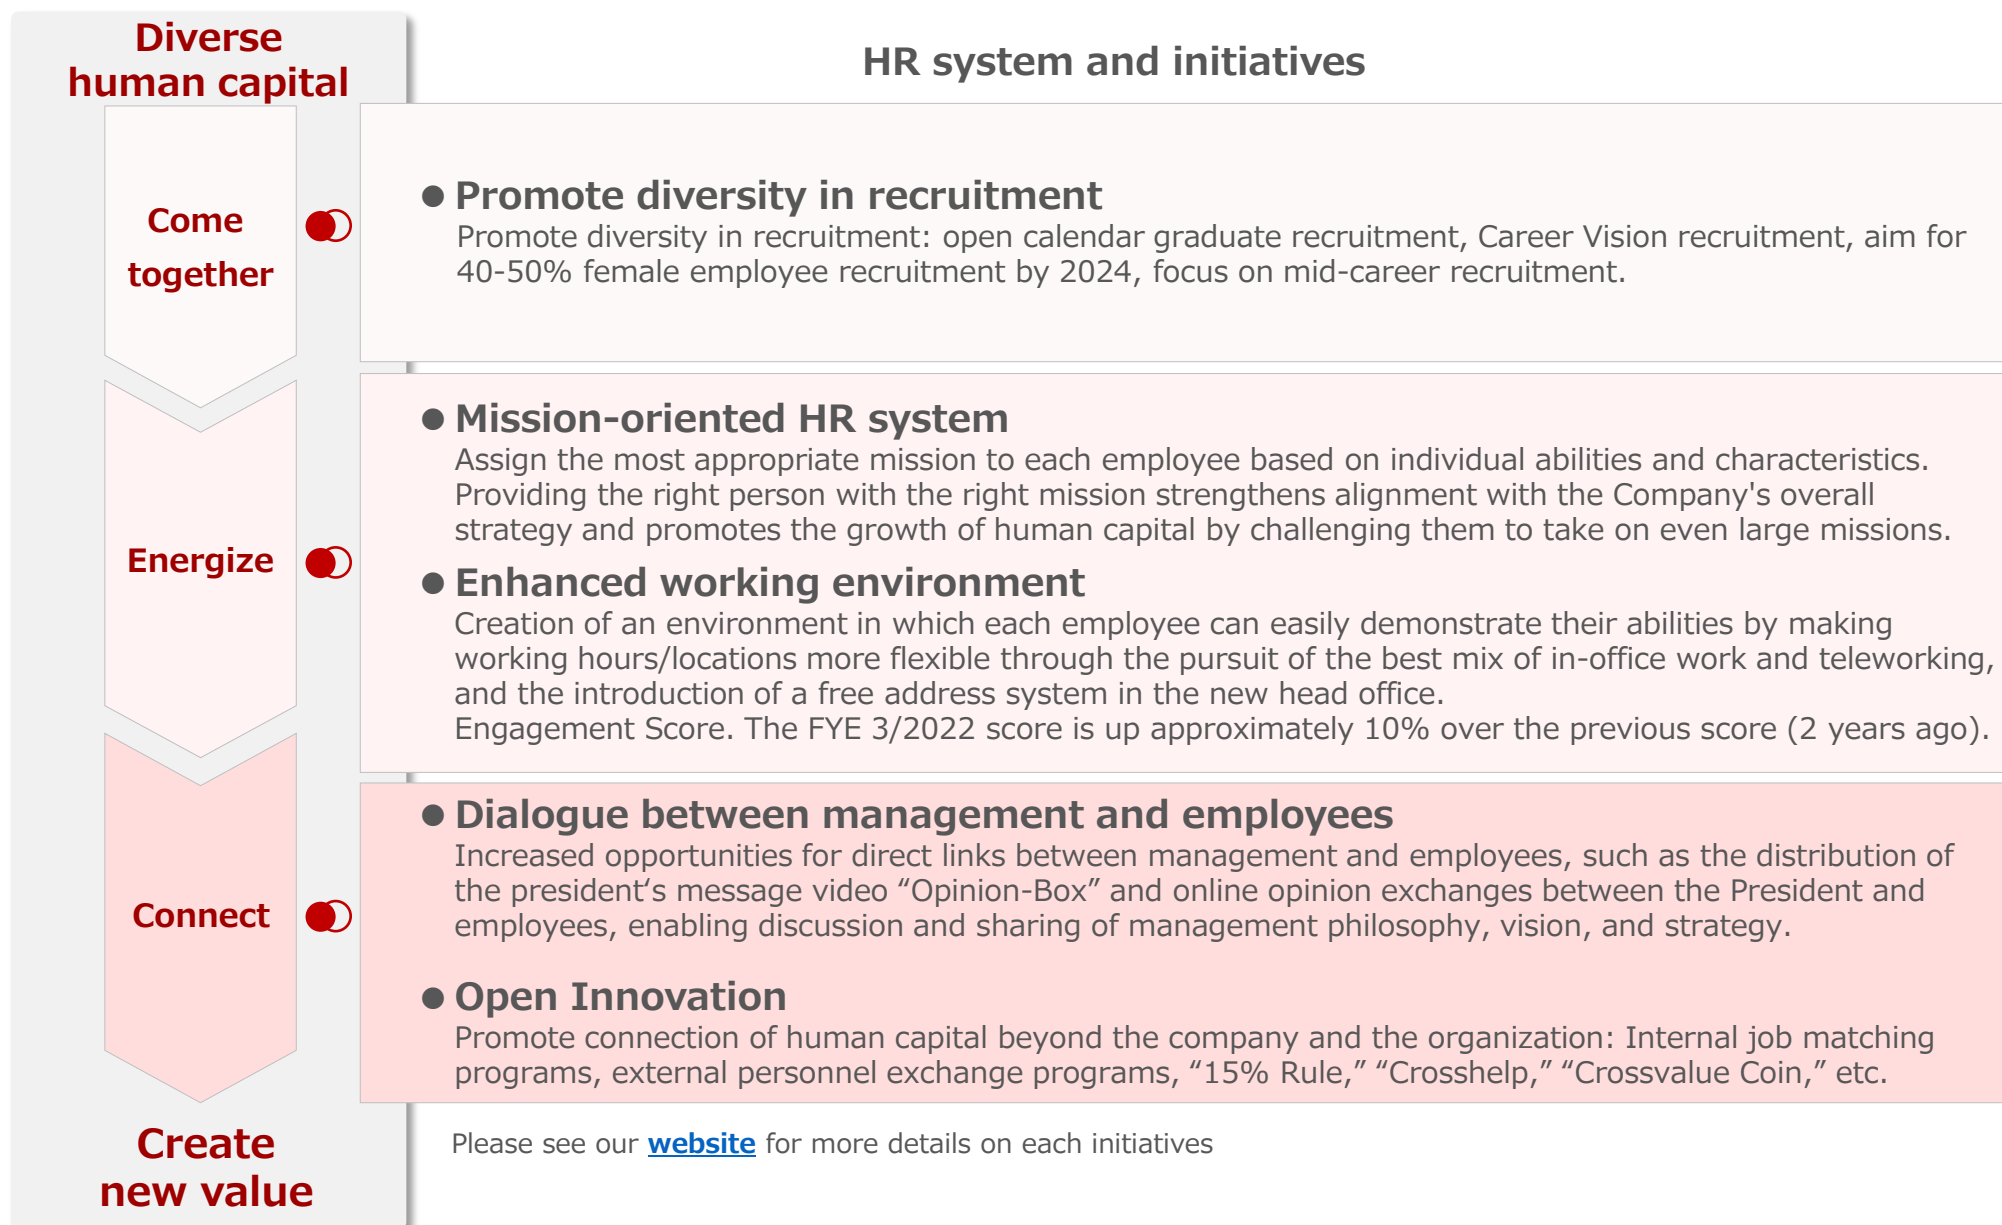 Diverse
human capital
HR system and initiatives
Come
together
● Promote diversity in recruitment
Promote diversity in recruitment: open calendar graduate recruitment, Career Vision recruitment, aim for
40-50% female employee recruitment by 2024, focus on mid-career recruitment.
Energize
● Mission-oriented HR system
Assign the most appropriate mission to each employee based on individual abilities and characteristics.
Providing the right person with the right mission strengthens alignment with the Company's overall
strategy and promotes the growth of human capital by challenging them to take on even large missions.
● Enhanced working environment
Creation of an environment in which each employee can easily demonstrate their abilities by making
working hours/locations more flexible through the pursuit of the best mix of in-office work and teleworking,
and the introduction of a free address system in the new head office.
Engagement Score. The FYE 3/2022 score is up approximately 10% over the previous score (2 years ago).
Connect
● Dialogue between management and employees
Increased opportunities for direct links between management and employees, such as the distribution of
the president‘s message video “Opinion-Box” and online opinion exchanges between the President and
employees, enabling discussion and sharing of management philosophy, vision, and strategy.
● Open Innovation
Promote connection of human capital beyond the company and the organization: Internal job matching
programs, external personnel exchange programs, “15% Rule,” “Crosshelp,” “Crossvalue Coin,” etc.
Create
new value
Please see our website for more details on each initiatives